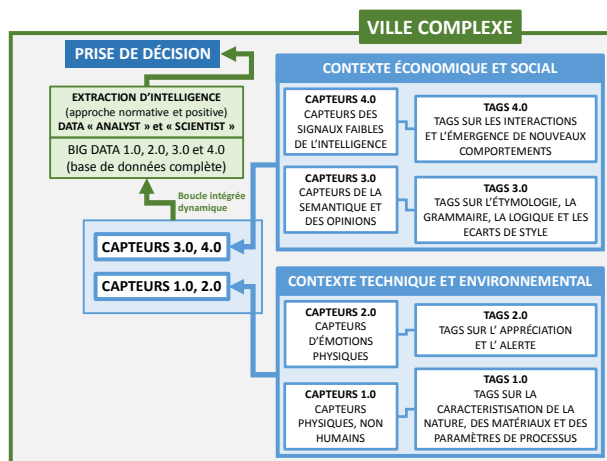 VILLE COMPLEXE
PRISE DE DÉCISION
EXTRACTION D'INTELLIGENCE
(approche normative et positive)
DATA « ANALYST » et « SCIENTIST »
BIG DATA 1.0, 2.0, 3.0 et 4.0
(base de données complète)
Boucle intégrée
dynamique
CAPTEURS 3.0, 4.0
CAPTEURS 1.0, 2.0
CONTEXTE ÉCONOMIQUE ET SOCIAL
CAPTEURS 4.0
CAPTEURS DES
SIGNAUX FAIBLES
DE L'INTELLIGENCE
TAGS 4.0
TAGS SUR LES INTERACTIONS
ET L'ÉMERGENCE DE NOUVEAUX
COMPORTEMENTS
CAPTEURS 3.0
CAPTEURS DE LA
SEMANTIQUE ET
DES OPINIONS
TAGS 3.0
TAGS SUR L'ÉTYMOLOGIE, LA
GRAMMAIRE, LA LOGIQUE ET LES
ECARTS DE STYLE
CONTEXTE TECHNIQUE ET ENVIRONNEMENTAL
CAPTEURS 2.0
CAPTEURS
D'ÉMOTIONS
PHYSIQUES
TAGS 2.0
TAGS SUR L' APPRÉCIATION
ET L' ALERTE
CAPTEURS 1.0
CAPTEURS
PHYSIQUES, NON
HUMAINS
TAGS 1.0
TAGS SUR LA
CARACTERISTISATION DE LA
NATURE, DES MATÉRIAUX ET DES
PARAMÈTRES DE PROCESSUS